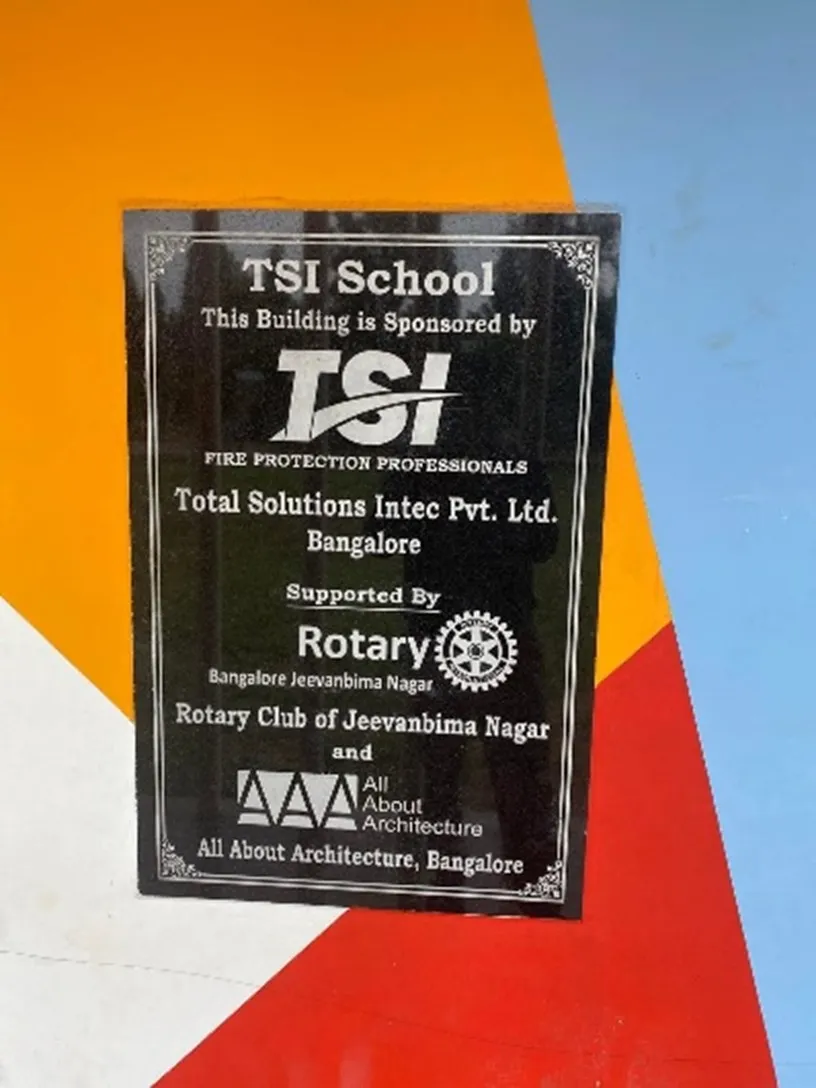 TSI School
This Building is Sponsored by
TSI
FIRE PROTECTION PROFESSIONALS
Total Solutions Intec Pvt. Ltd.
Bangalore
Supported By
Rotary
Bangalore Jeevanbima Nagar
Rotary Club of Jeevanbima Nagar
and
AAA
All
About
Architecture
All About Architecture, Bangalore